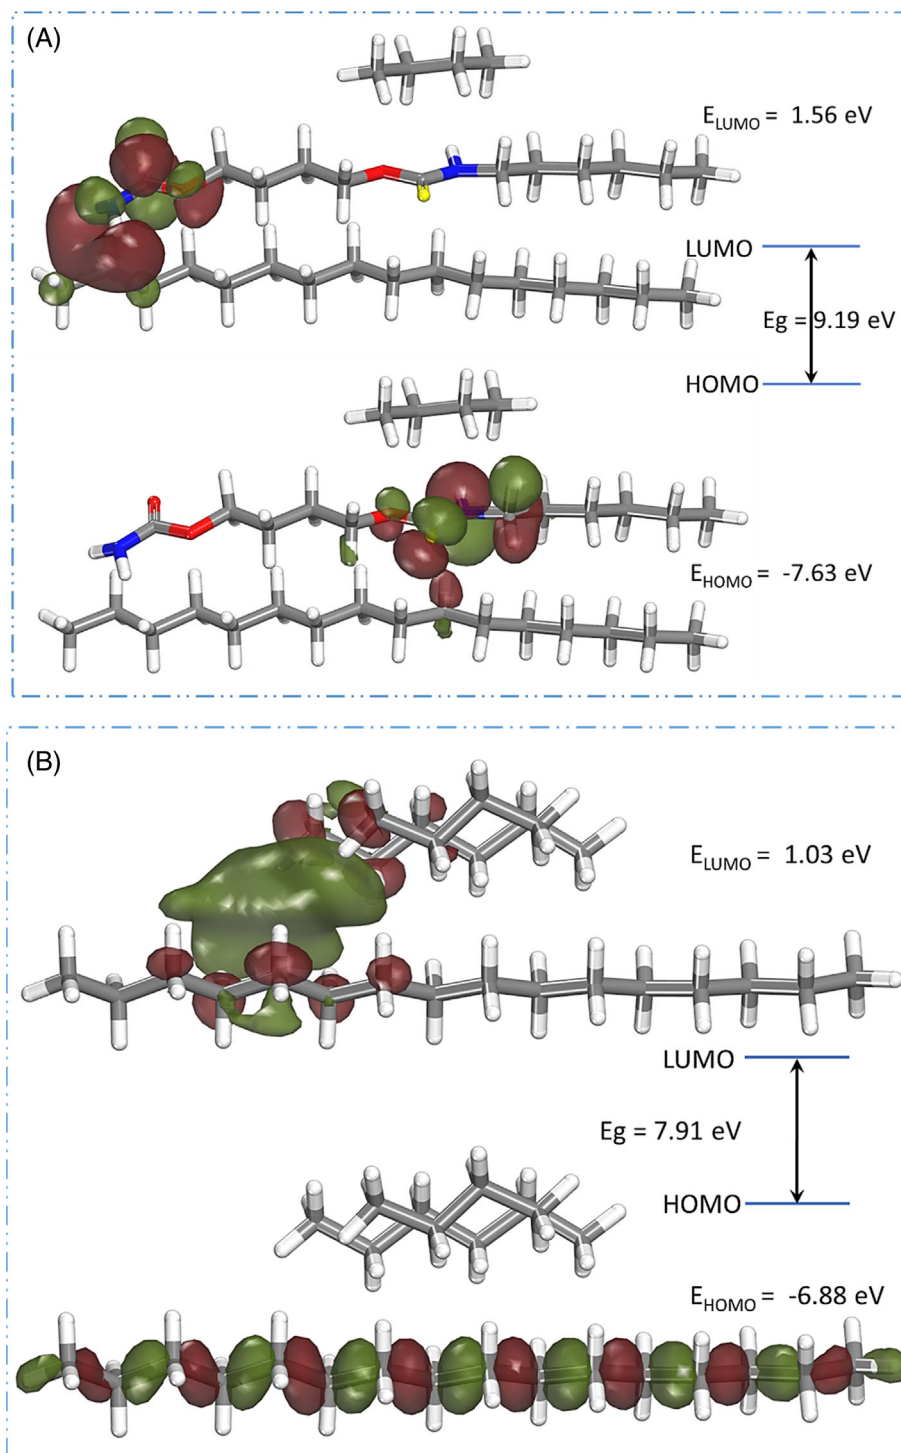 (A)
E_LUMO = 1.56 eV
LUMO
Eg = 9.19 eV
HOMO
E_HOMO = -7.63 eV
(B)
E_LUMO = 1.03 eV
LUMO
Eg = 7.91 eV
HOMO
E_HOMO = -6.88 eV